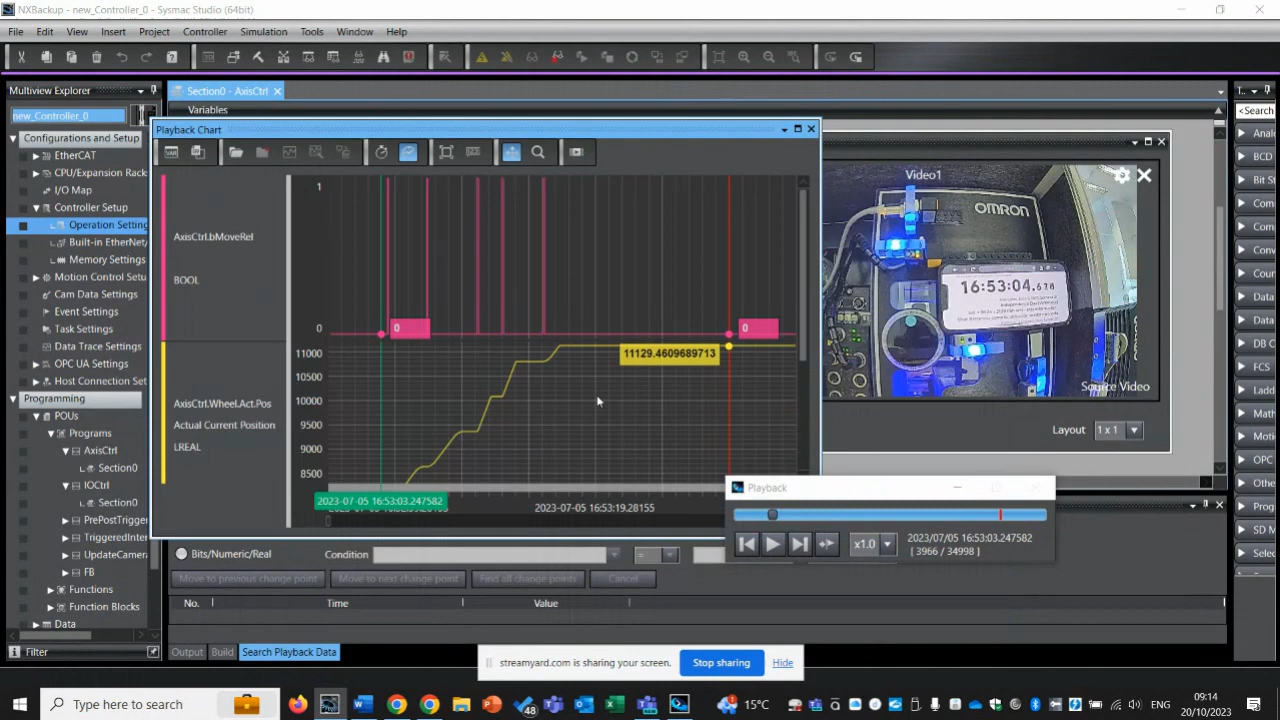 NXBackup - new_Controller_0 - Sysmac Studio (64bit)
File Edit View Insert Project Controller Simulation Tools Window Help
Multiview Explorer
new_Controller_0
Configurations and Setup
EtherCAT
CPU/Expansion Rack
I/O Map
Controller Setup
Operation Setting
Built-in EtherNet/
Memory Settings
Motion Control Setu
Cam Data Settings
Event Settings
Task Settings
Data Trace Settings
OPC UA Settings
Host Connection Set
Programming
POUs
Programs
AxisCtrl
Section0
IOCtrl
Section0
PrePostTrigger
TriggeredInter
UpdateCamera
FB
Functions
Function Blocks
Data
Filter
Section0 - AxisCtrl
Variables
Playback Chart
AxisCtrl.bMoveRel
BOOL
1
0
0
0
AxisCtrl.Wheel.Act.Pos
Actual Current Position
LREAL
11000
10500
10000
9500
9000
8500
11129.4609689713
2023-07-05 16:53:03.247582
2023-07-05 16:53:19.28155
Video1
OMRON
16:53:04.678
Source Video
Layout 1 x 1
Playback
x1.0
2023/07/05 16:53:03.247582
[ 3966 / 34998 ]
Bits/Numeric/Real Condition =
Move to previous change point Move to next change point Find all change points Cancel
No. Time Value
Output Build Search Playback Data
<Search
Anal
BCD
Bit St
Com
Com
Conv
Coun
Data
Data
DB C
FCS
Ladd
Math
Moti
OPC
Othe
Prog
SD M
Selec
streamyard.com is sharing your screen. Stop sharing Hide
Type here to search
48
15°C
ENG
09:14
20/10/2023